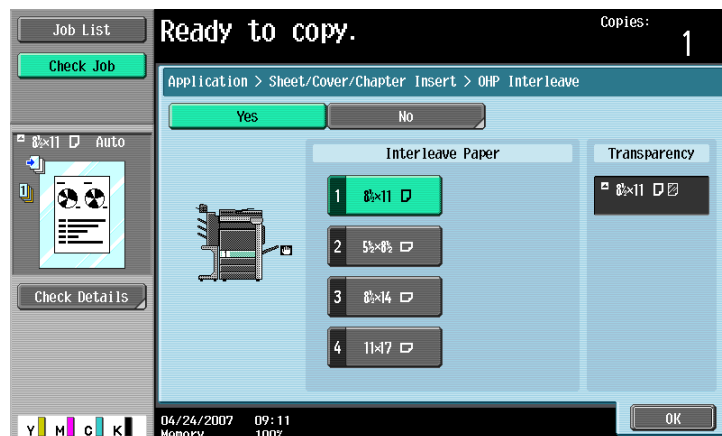 Job List
Ready to copy.
Copies:
1
Check Job
Application > Sheet/Cover/Chapter Insert > OHP Interleave
Yes
No
8½×11 Auto
Interleave Paper
Transparency
1 8½×11
8½×11
2 5½×8½
3 8½×14
Check Details
4 11×17
OK
04/24/2007 09:11
Y M C K
Memory 100%